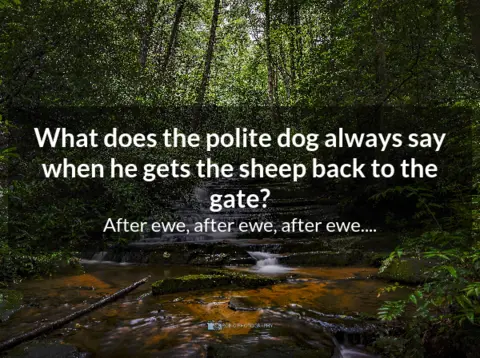 What does the polite dog always say
when he gets the sheep back to the
gate?
After ewe, after ewe, after ewe....